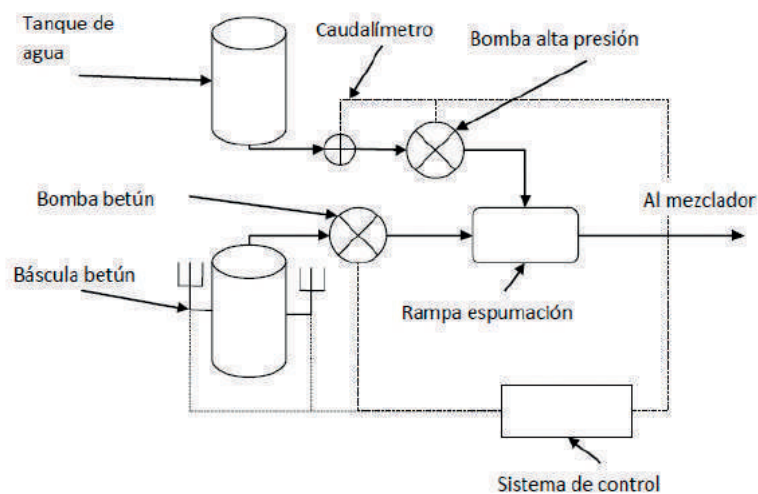 Tanque de
agua
Caudalímetro
Bomba alta presión
Bomba betún
Al mezclador
Báscula betún
Rampa espumación
Sistema de control